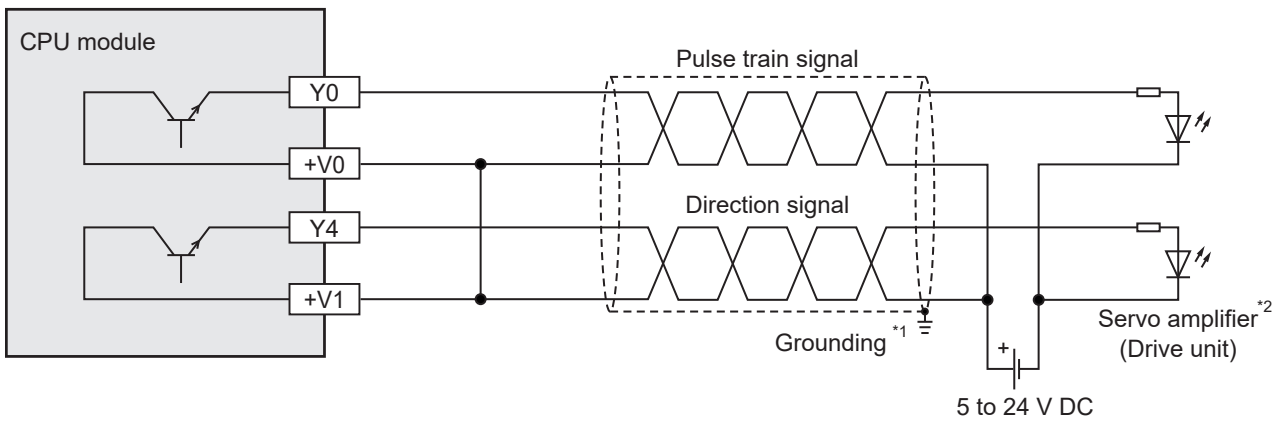 CPU module
Pulse train signal
Y0
+V0
Direction signal
Y4
+V1
Grounding *1
Servo amplifier*2
(Drive unit)
+
5 to 24 V DC